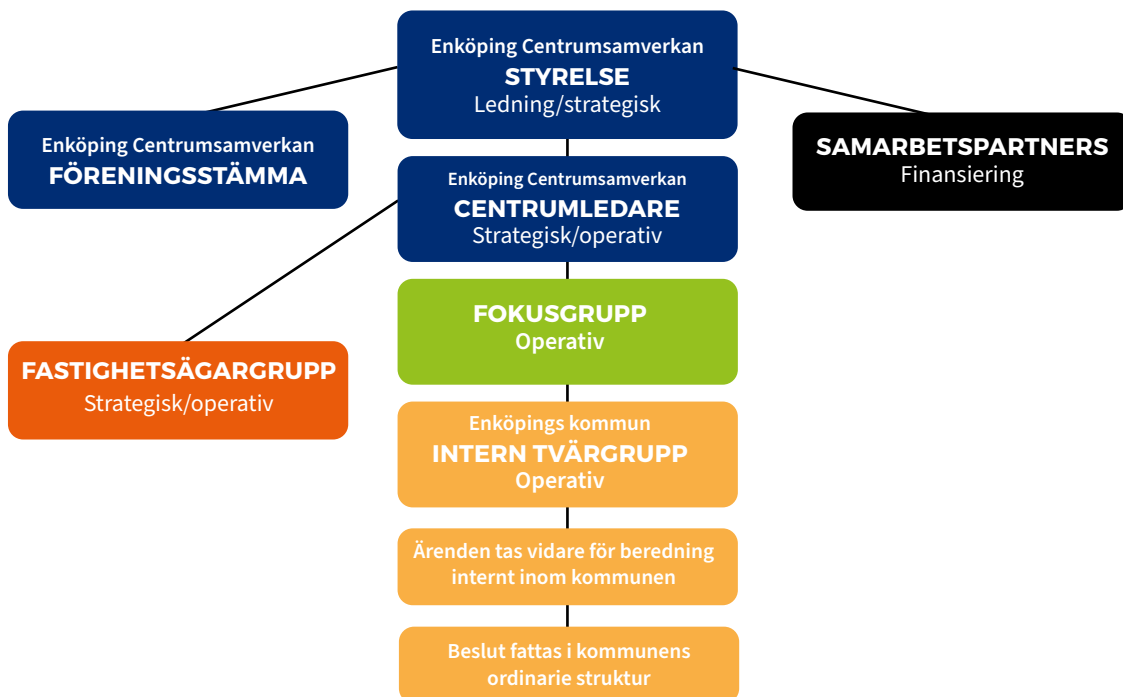 Enköping Centrumsamverkan
STYRELSE
Ledning/strategisk
Enköping Centrumsamverkan
FÖRENINGSSTÄMMA
SAMARBETSPARTNERS
Finansiering
Enköping Centrumsamverkan
CENTRUMLEDARE
Strategisk/operativ
FOKUSGRUPP
Operativ
FASTIGHETSÄGARGRUPP
Strategisk/operativ
Enköpings kommun
INTERN TVÄRGRUPP
Operativ
Ärenden tas vidare för beredning
internt inom kommunen
Beslut fattas i kommunens
ordinarie struktur